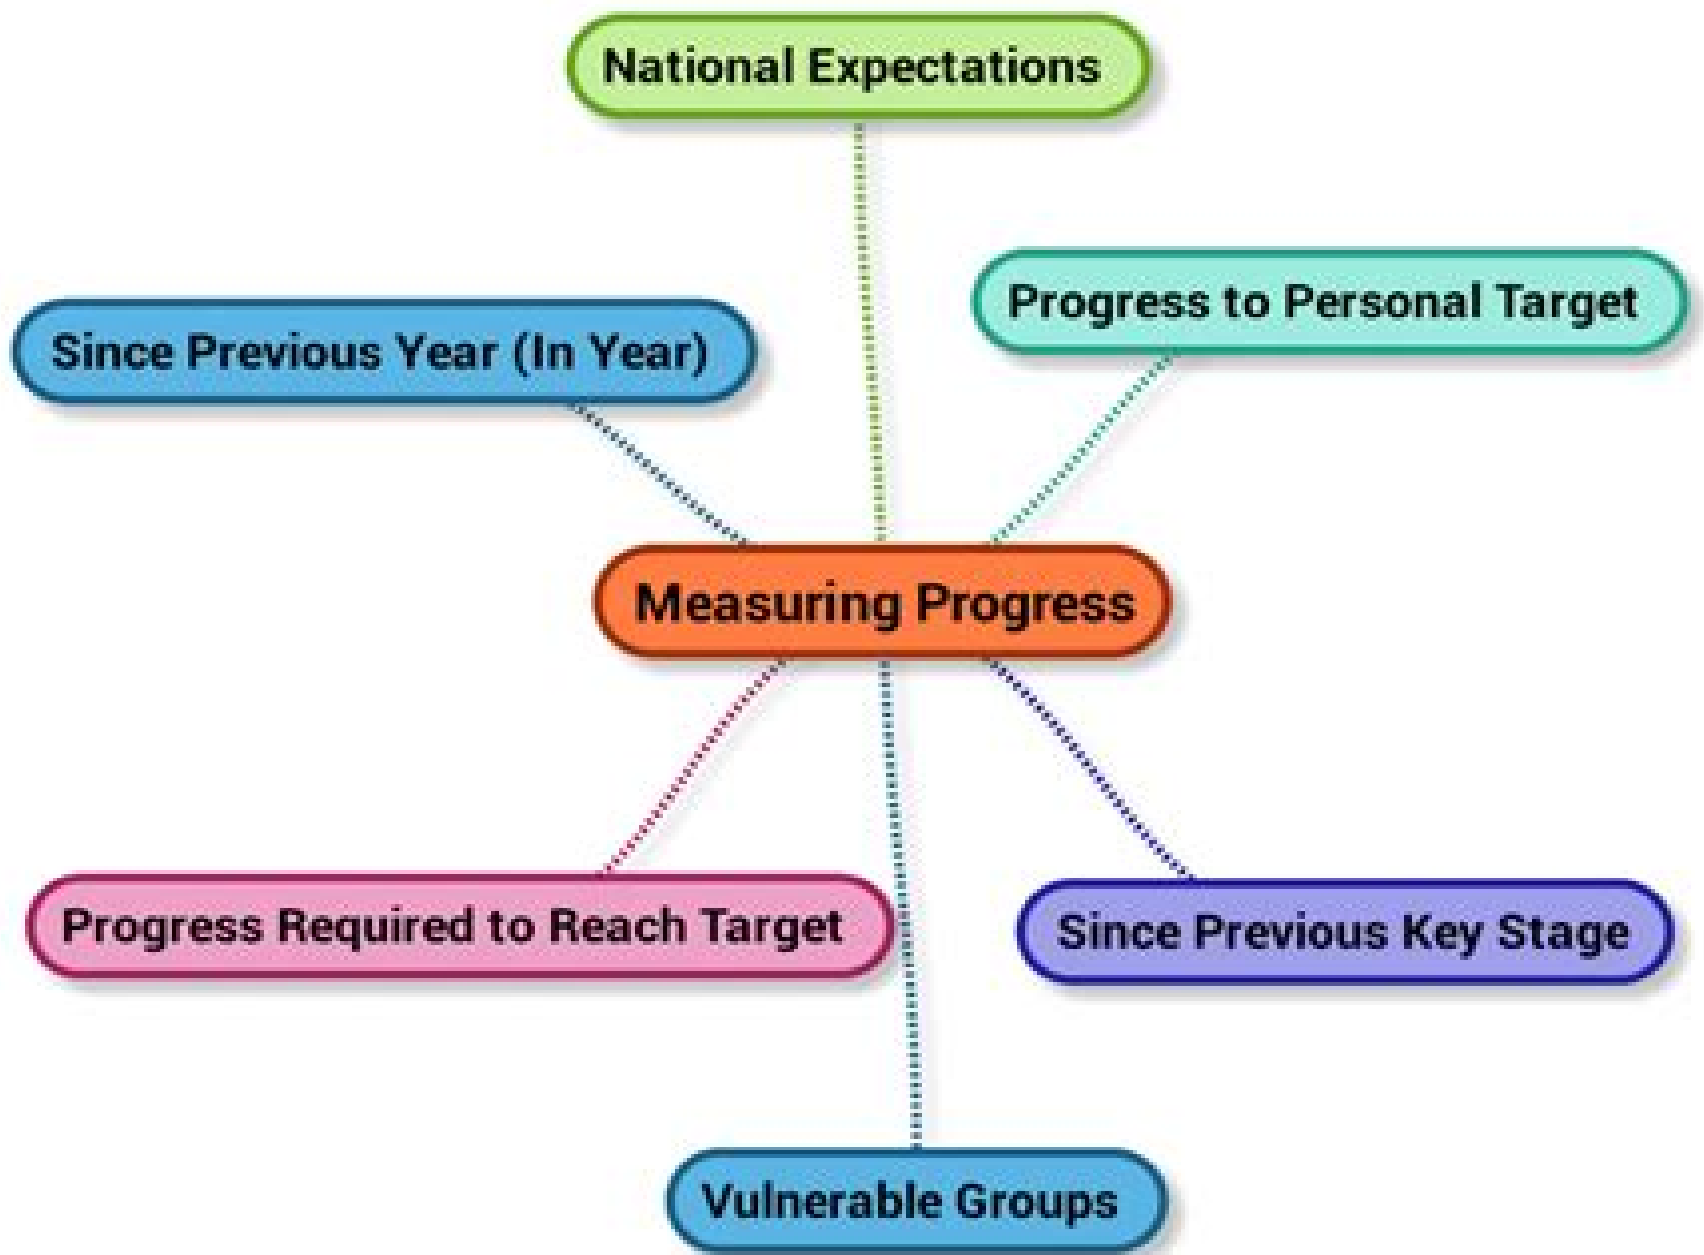 National Expectations
Progress to Personal Target
Since Previous Year (In Year)
Measuring Progress
Progress Required to Reach Target
Since Previous Key Stage
Vulnerable Groups